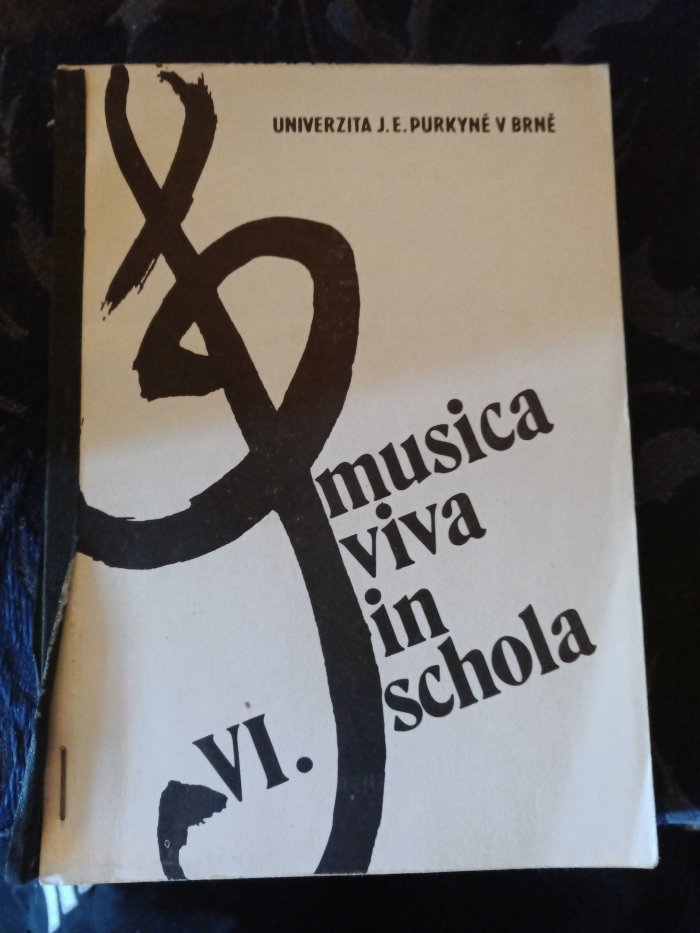 UNIVERZITA J. E. PURKYNĚ V BRNĚ
musica
viva
in
schola
VI.